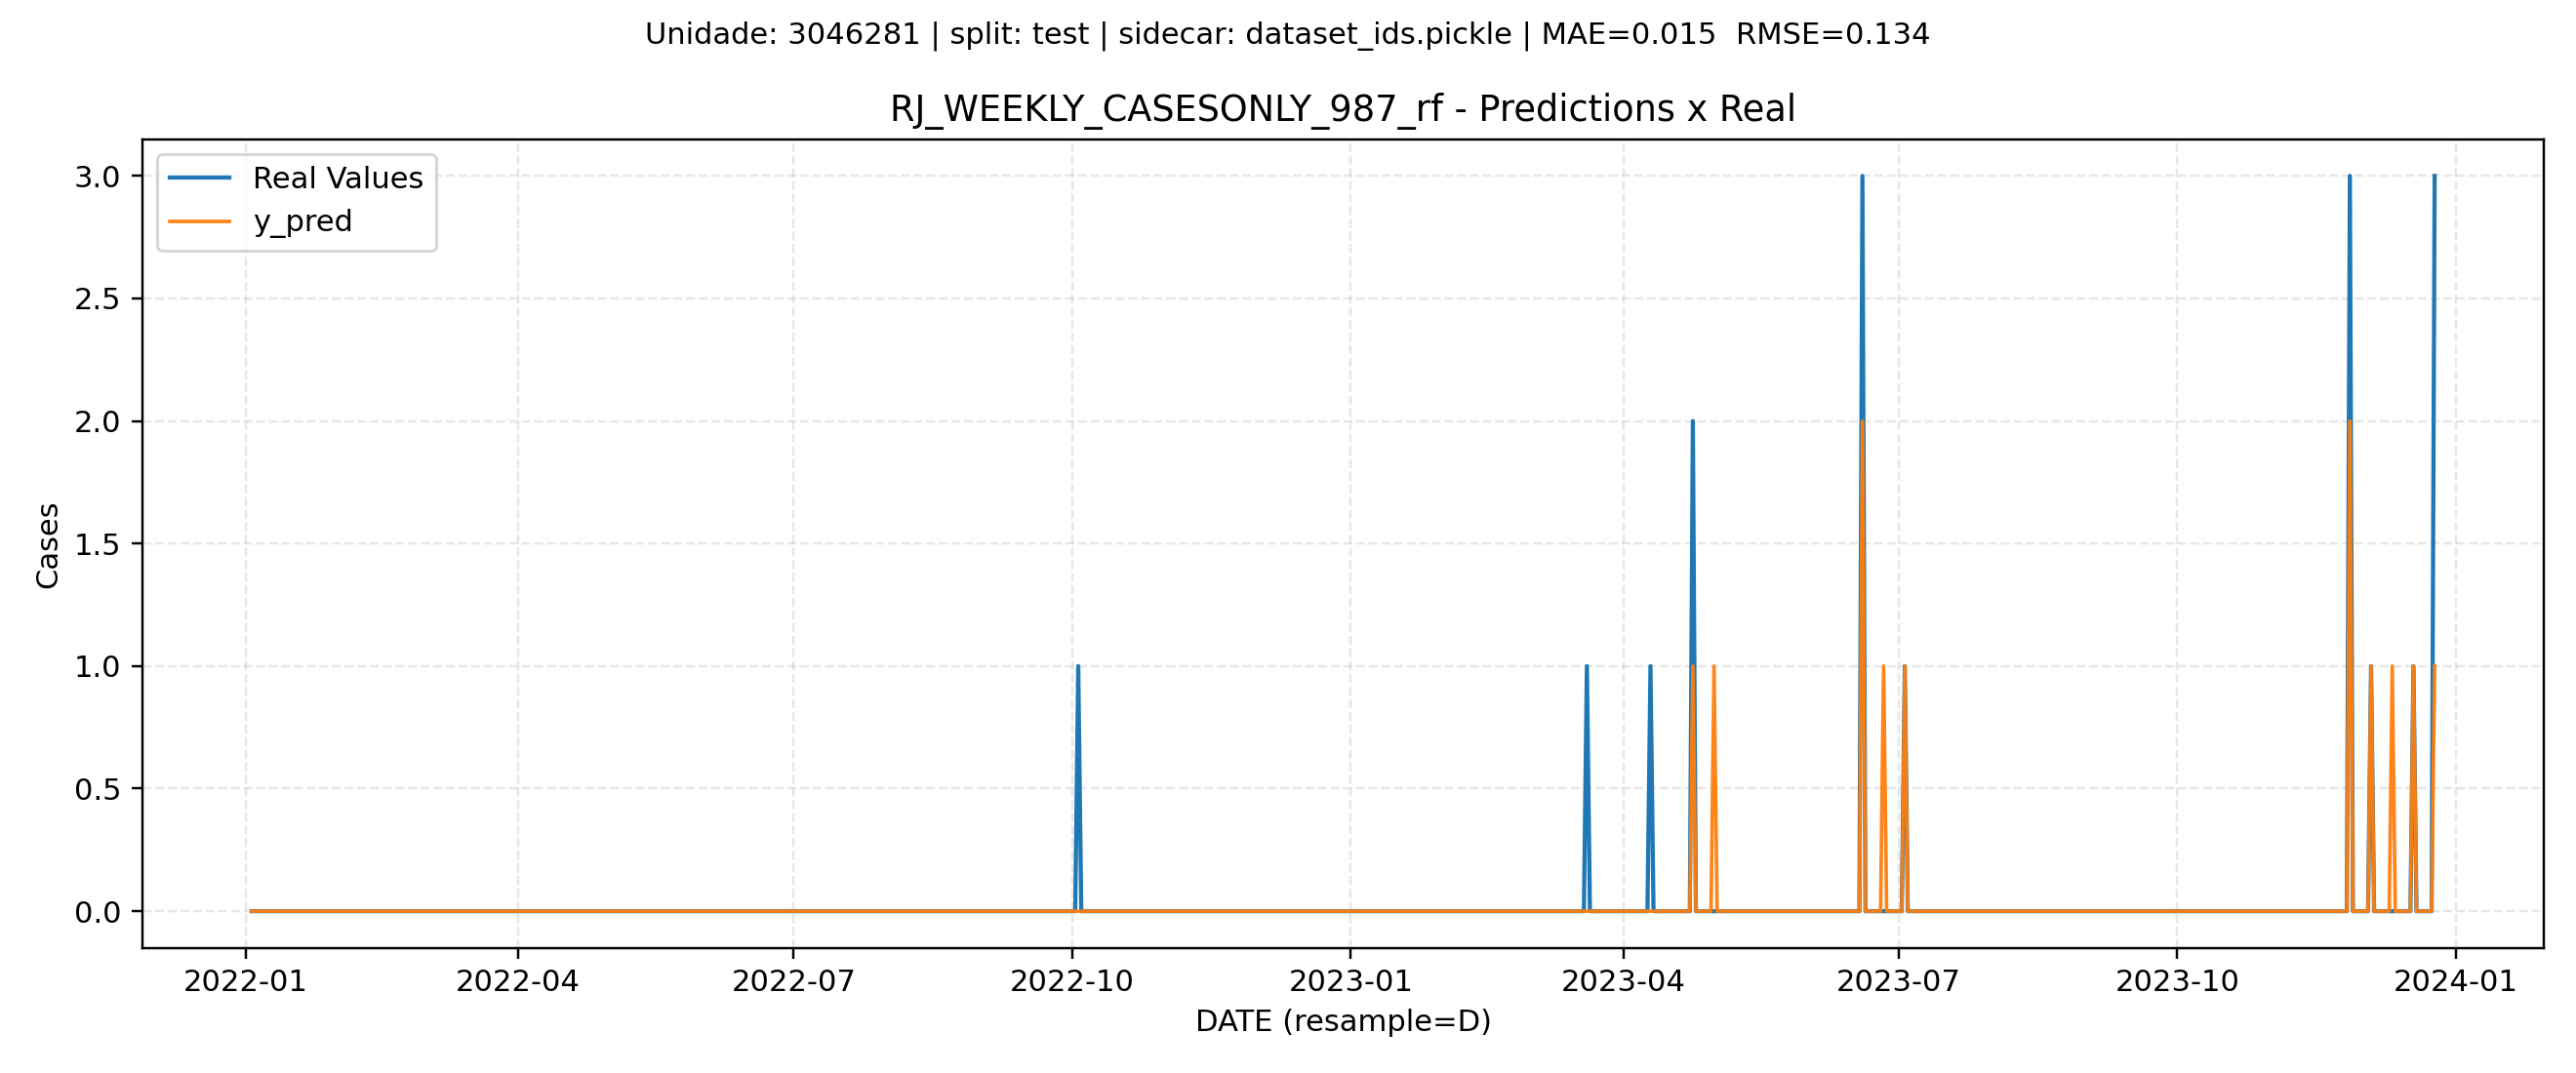 Unidade: 3046281 | split: test | sidecar: dataset_ids.pickle | MAE=0.015  RMSE=0.134
RJ_WEEKLY_CASESONLY_987_rf - Predictions x Real
Real Values
y_pred
3.0
2.5
2.0
1.5
1.0
0.5
0.0
Cases
2022-01 2022-04 2022-07 2022-10 2023-01 2023-04 2023-07 2023-10 2024-01
DATE (resample=D)